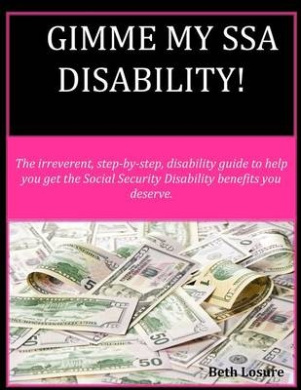 GIMME MY SSA
DISABILITY!
The irreverent, step-by-step, disability guide to help
you get the Social Security Disability benefits you
deserve.
Beth Losure